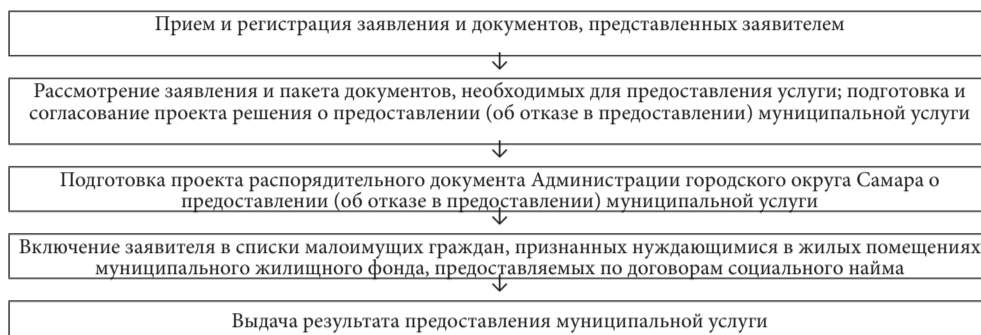 Прием и регистрация заявления и документов, представленных заявителем
Рассмотрение заявления и пакета документов, необходимых для предоставления услуги; подготовка и
согласование проекта решения о предоставлении (об отказе в предоставлении) муниципальной услуги
Подготовка проекта распорядительного документа Администрации городского округа Самара о
предоставлении (об отказе в предоставлении) муниципальной услуги
Включение заявителя в списки малоимущих граждан, признанных нуждающимися в жилых помещениях
муниципального жилищного фонда, предоставляемых по договорам социального найма
Выдача результата предоставления муниципальной услуги